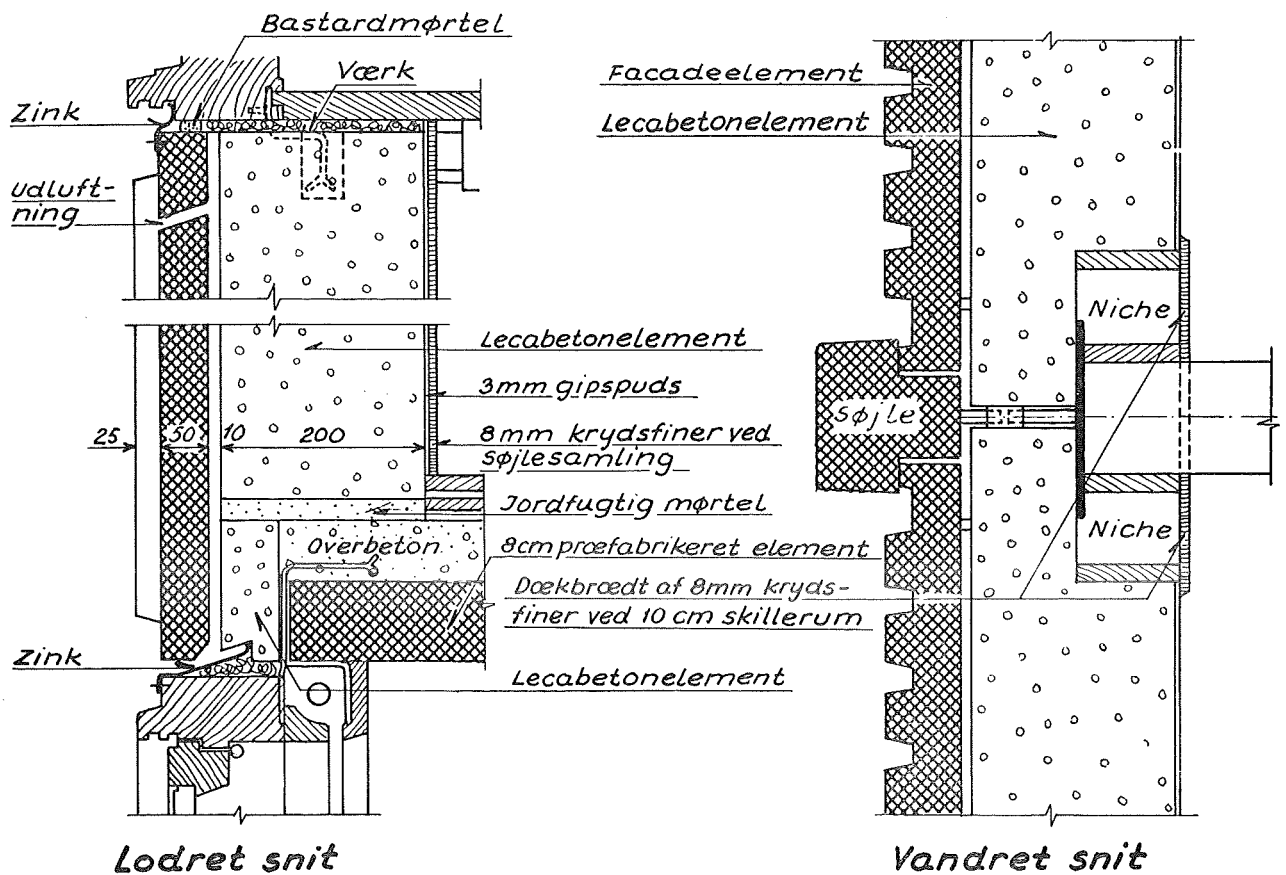 Bastardmørtel
Værk
Zink
Udluft-
ning
Lecabetonelement
3mm gipspuds
25 50 10 200
8mm krydsfiner ved
søjlesamling
Jordfugtig mørtel
Overbeton
8cm præfabrikeret element
Dækbrædt af 8mm kryds-
finer ved 10 cm skillerum
Zink
Lecabetonelement
Lodret snit
Facadeelement
Lecabetonelement
Niche
Søjle
Niche
Vandret snit